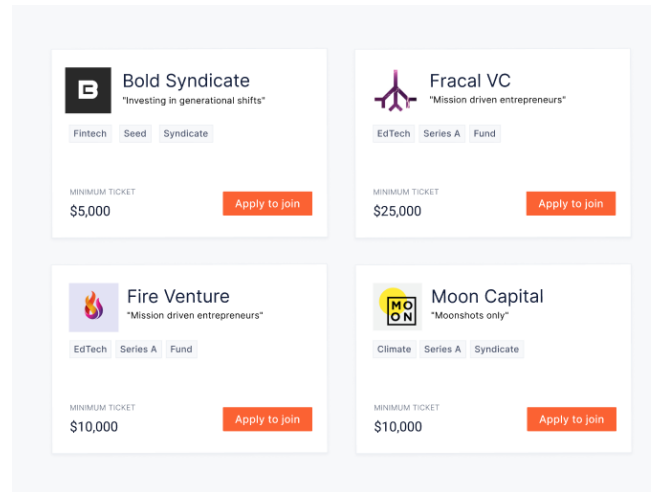 Bold Syndicate
"Investing in generational shifts"
Fintech Seed Syndicate
MINIMUM TICKET
$5,000
Apply to join
Fracal VC
"Mission driven entrepreneurs"
EdTech Series A Fund
MINIMUM TICKET
$25,000
Apply to join
Fire Venture
"Mission driven entrepreneurs"
EdTech Series A Fund
MINIMUM TICKET
$10,000
Apply to join
MO
ON
Moon Capital
"Moonshots only"
Climate Series A Syndicate
MINIMUM TICKET
$10,000
Apply to join